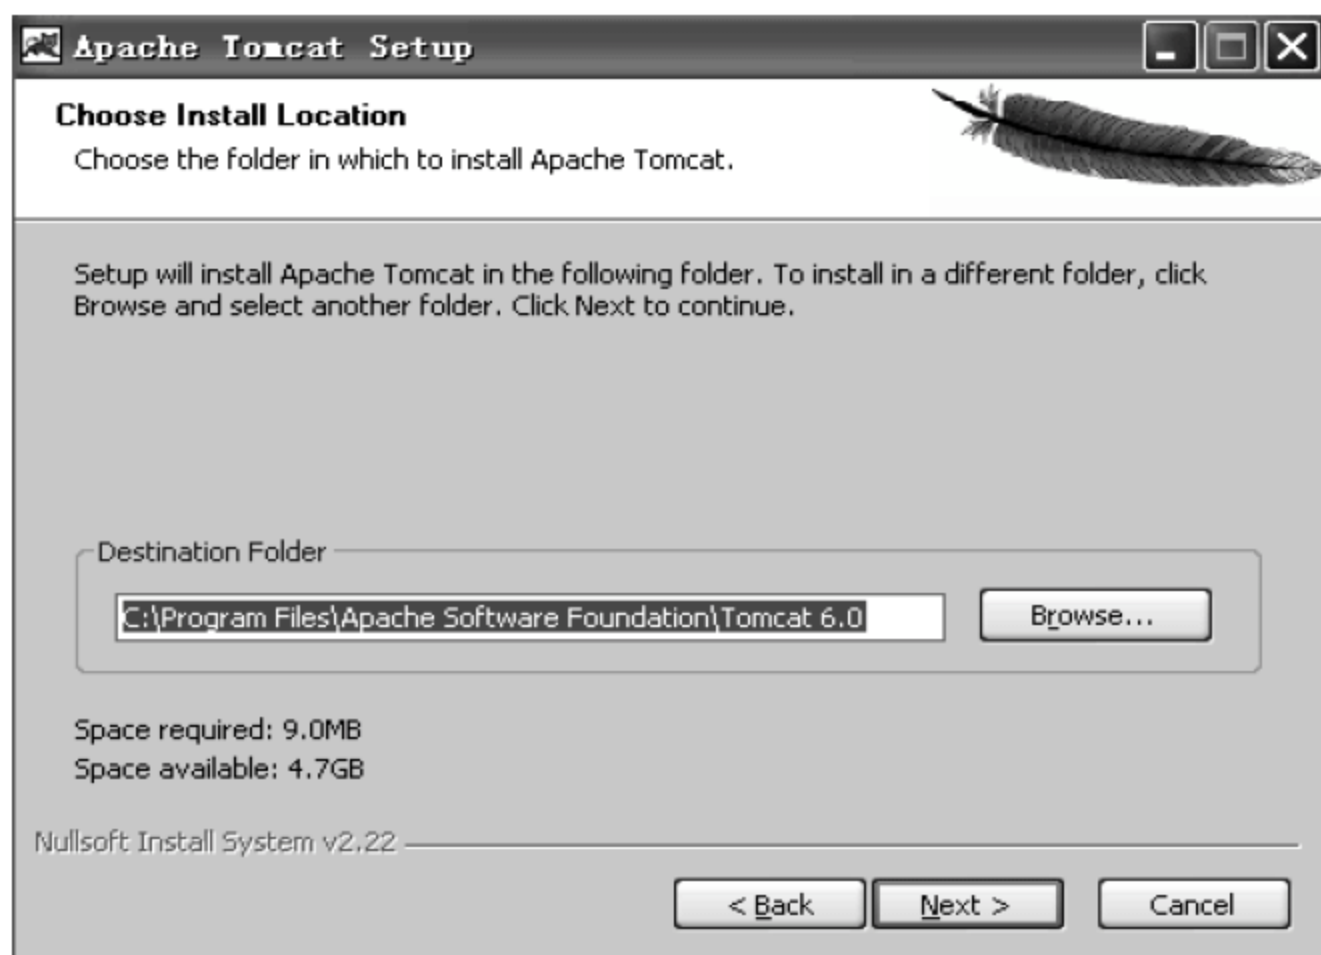 Apache Tomcat Setup
Choose Install Location
Choose the folder in which to install Apache Tomcat.
Setup will install Apache Tomcat in the following folder. To install in a different folder, click
Browse and select another folder. Click Next to continue.
Destination Folder
C:\Program Files\Apache Software Foundation\Tomcat 6.0
Browse...
Space required: 9.0MB
Space available: 4.7GB
Nullsoft Install System v2.22
< Back Next > Cancel